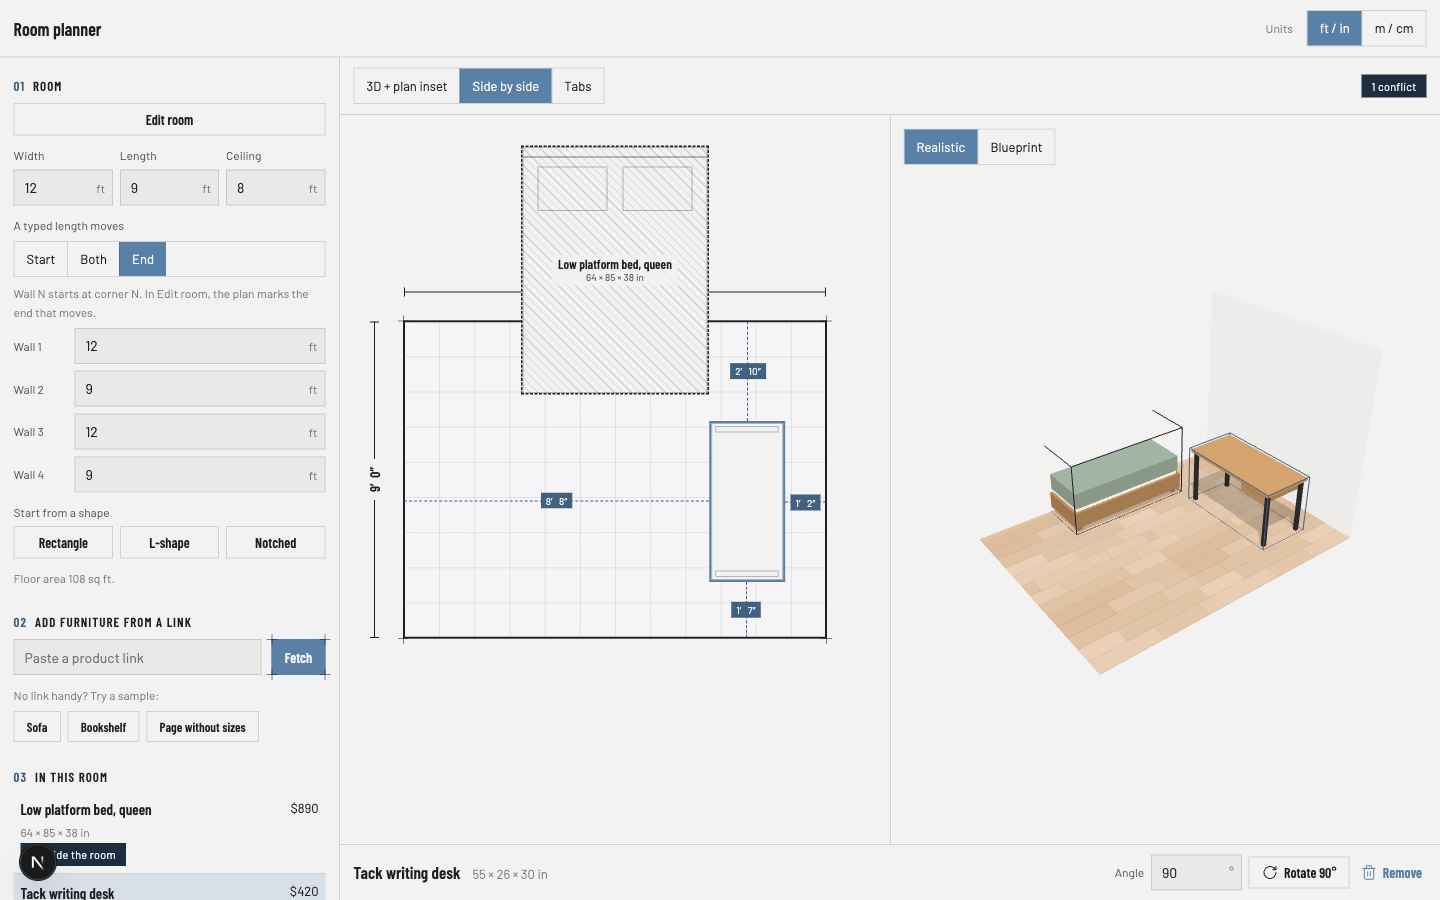 Room planner
Units
ft / in
m / cm
01 ROOM
Edit room
Width
Length
Ceiling
12 ft
9 ft
8 ft
A typed length moves
Start
Both
End
Wall N starts at corner N. In Edit room, the plan marks the
end that moves.
Wall 1
12 ft
Wall 2
9 ft
Wall 3
12 ft
Wall 4
9 ft
Start from a shape
Rectangle
L-shape
Notched
Floor area 108 sq ft.
02 ADD FURNITURE FROM A LINK
Paste a product link
Fetch
No link handy? Try a sample:
Sofa
Bookshelf
Page without sizes
03 IN THIS ROOM
Low platform bed, queen
$890
64 × 85 × 38 in
de the room
N
Tack writing desk
$420
3D + plan inset
Side by side
Tabs
1 conflict
Low platform bed, queen
64 × 85 × 38 in
2′ 10″
9′ 0″
8′ 8″
1′ 2″
1′ 7″
Realistic
Blueprint
Tack writing desk
55 × 26 × 30 in
Angle
90 °
Rotate 90°
Remove